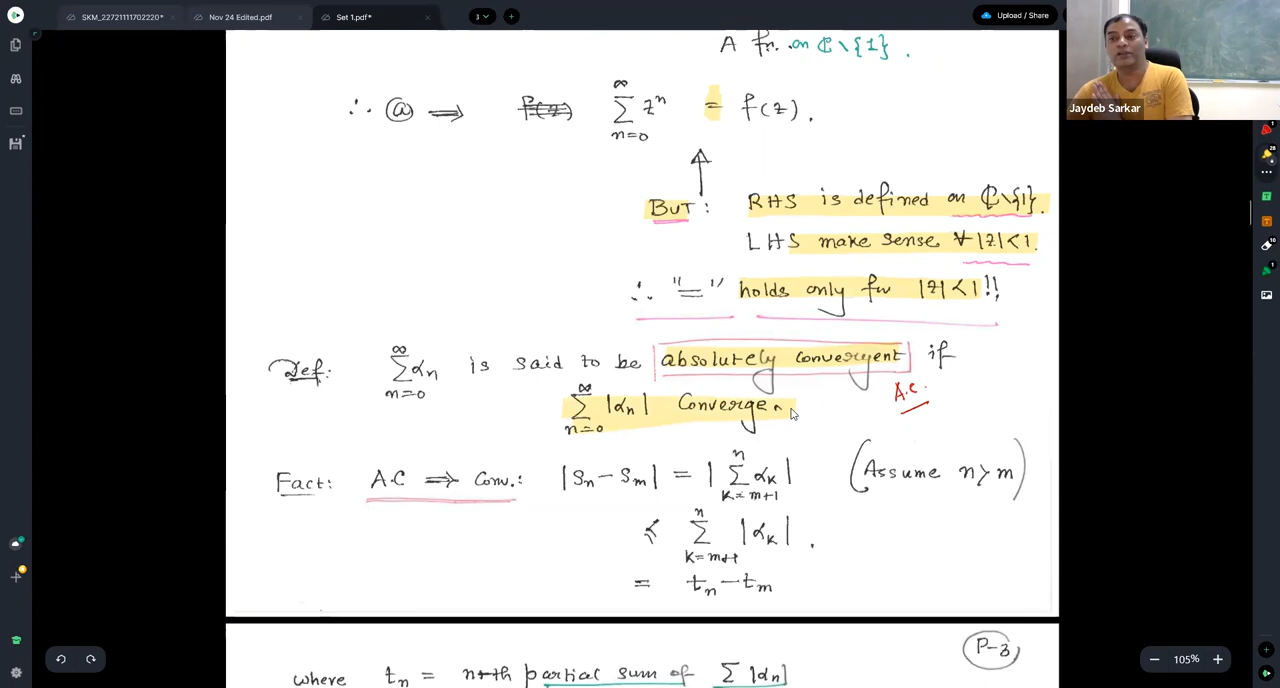 SKM_22721111702220*
Nov 24 Edited.pdf
Set 1.pdf*
3
Upload / Share
Jaydeb Sarkar
A fn. on ℂ\{1}.
∴ ⓐ ⟹ f(z) ∑_{n=0}^{∞} z^n = f(z).
BUT: RHS is defined on ℂ\{1}.
LHS make sense ∀ |z|<1.
∴ "=" holds only for |z|<1!!
Def: ∑_{n=0}^{∞} α_n is said to be absolutely convergent if
A.C.
∑_{n=0}^{∞} |α_n| Converge
Fact: A.C ⟹ Conv.: |S_n - S_m| = |∑_{k=m+1}^{n} α_k| (Assume n>m)
≤ ∑_{k=m+1}^{n} |α_k|.
= t_n - t_m
P-3
where t_n = n-th partial sum of ∑|α_n|
105%